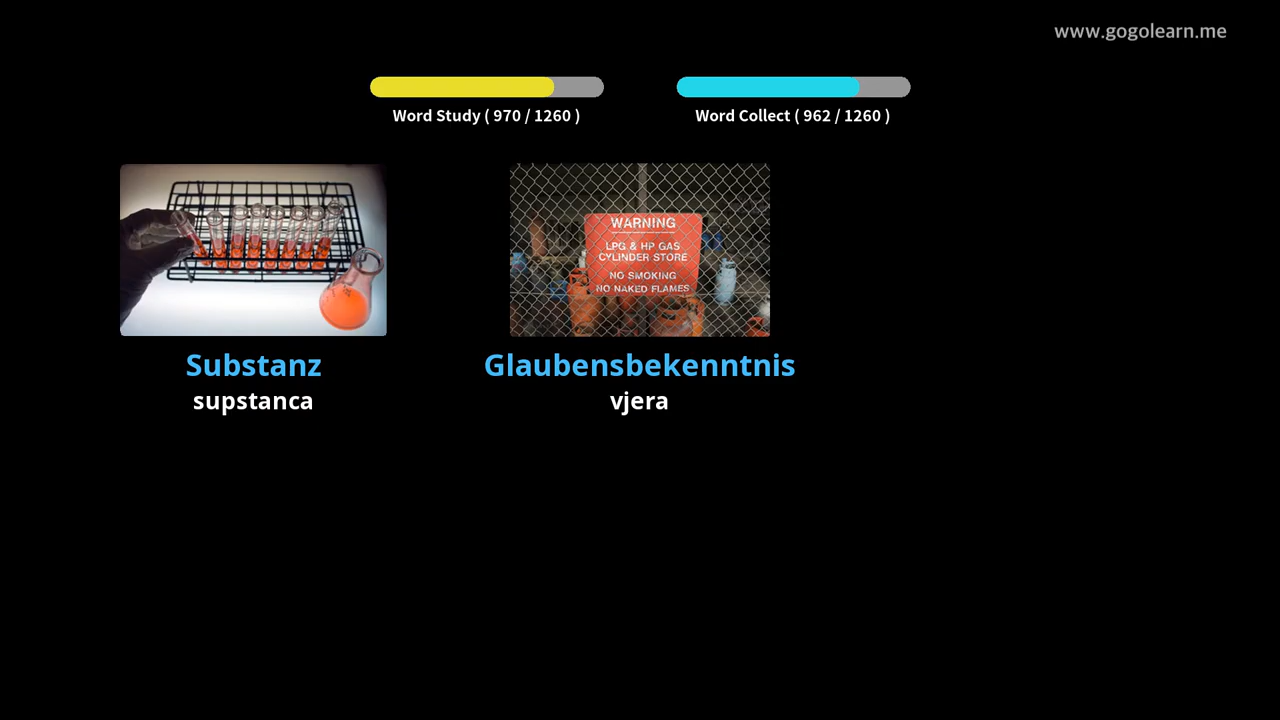 www.gogolearn.me
Word Study ( 970 / 1260 )
Word Collect ( 962 / 1260 )
WARNING
LPG & HP GAS
CYLINDER STORE
NO SMOKING
NO NAKED FLAMES
Substanz
supstanca
Glaubensbekenntnis
vjera